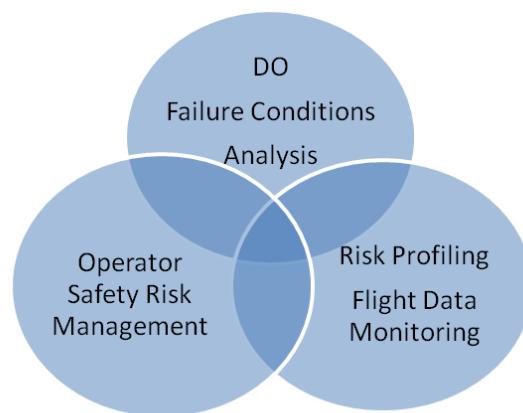 DO
Failure Conditions
Analysis
Operator
Safety Risk
Management
Risk Profiling
Flight Data
Monitoring